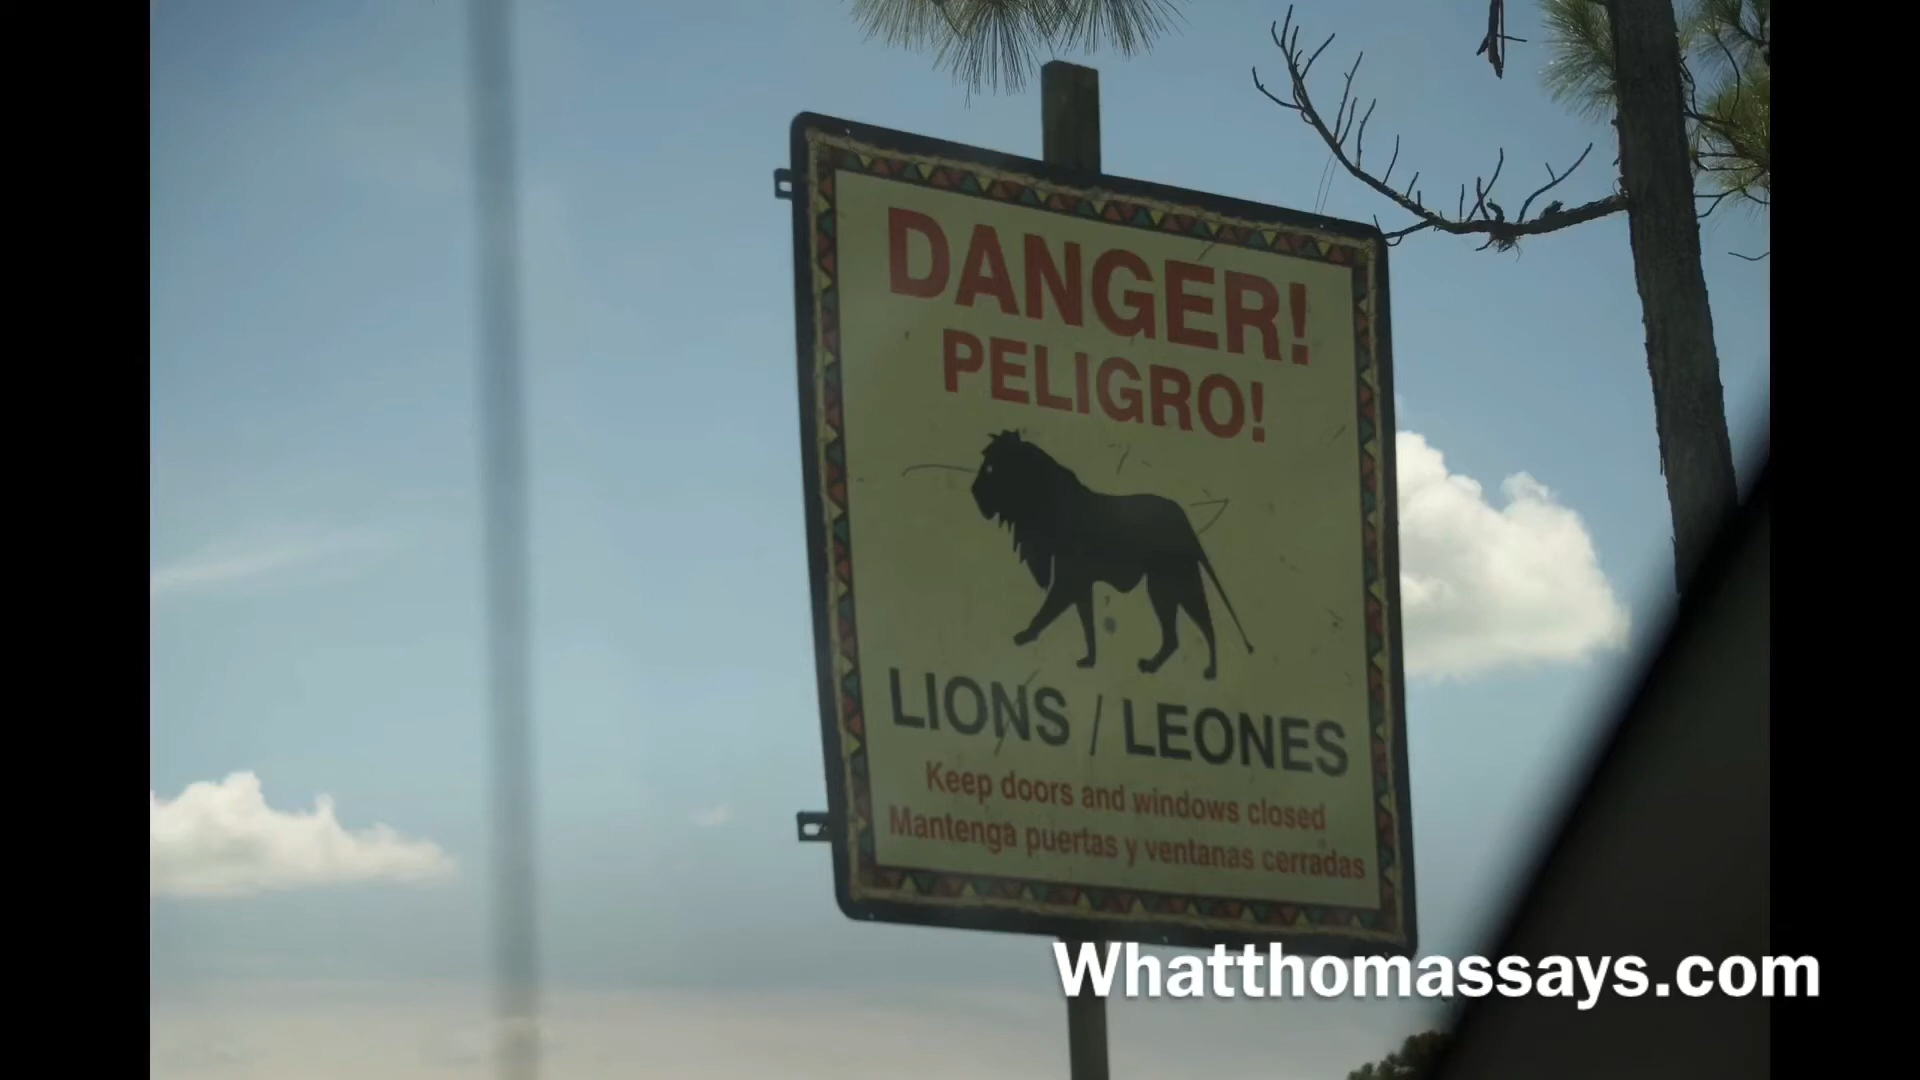 DANGER!
PELIGRO!
LIONS / LEONES
Keep doors and windows closed
Mantenga puertas y ventanas cerradas
Whatthomassays.com